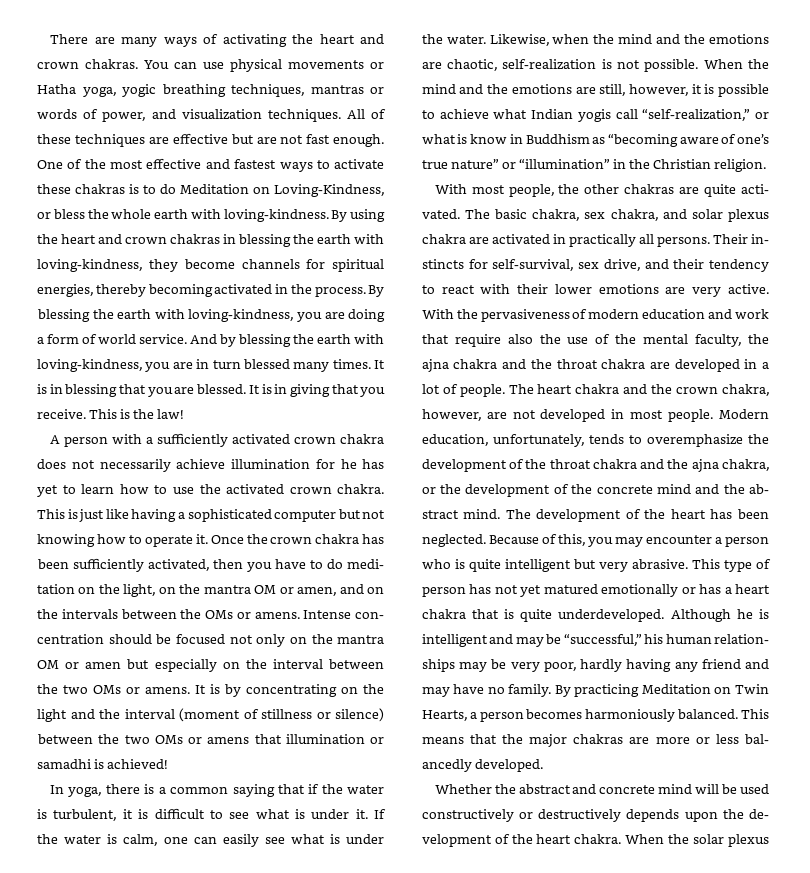 There are many ways of activating the heart and
crown chakras. You can use physical movements or
Hatha yoga, yogic breathing techniques, mantras or
words of power, and visualization techniques. All of
these techniques are effective but are not fast enough.
One of the most effective and fastest ways to activate
these chakras is to do Meditation on Loving-Kindness,
or bless the whole earth with loving-kindness. By using
the heart and crown chakras in blessing the earth with
loving-kindness, they become channels for spiritual
energies, thereby becoming activated in the process. By
blessing the earth with loving-kindness, you are doing
a form of world service. And by blessing the earth with
loving-kindness, you are in turn blessed many times. It
is in blessing that you are blessed. It is in giving that you
receive. This is the law!
A person with a sufficiently activated crown chakra
does not necessarily achieve illumination for he has
yet to learn how to use the activated crown chakra.
This is just like having a sophisticated computer but not
knowing how to operate it. Once the crown chakra has
been sufficiently activated, then you have to do medi-
tation on the light, on the mantra OM or amen, and on
the intervals between the OMs or amens. Intense con-
centration should be focused not only on the mantra
OM or amen but especially on the interval between
the two OMs or amens. It is by concentrating on the
light and the interval (moment of stillness or silence)
between the two OMs or amens that illumination or
samadhi is achieved!
In yoga, there is a common saying that if the water
is turbulent, it is difficult to see what is under it. If
the water is calm, one can easily see what is under
the water. Likewise, when the mind and the emotions
are chaotic, self-realization is not possible. When the
mind and the emotions are still, however, it is possible
to achieve what Indian yogis call “self-realization,” or
what is know in Buddhism as “becoming aware of one’s
true nature” or “illumination” in the Christian religion.
With most people, the other chakras are quite acti-
vated. The basic chakra, sex chakra, and solar plexus
chakra are activated in practically all persons. Their in-
stincts for self-survival, sex drive, and their tendency
to react with their lower emotions are very active.
With the pervasiveness of modern education and work
that require also the use of the mental faculty, the
ajna chakra and the throat chakra are developed in a
lot of people. The heart chakra and the crown chakra,
however, are not developed in most people. Modern
education, unfortunately, tends to overemphasize the
development of the throat chakra and the ajna chakra,
or the development of the concrete mind and the ab-
stract mind. The development of the heart has been
neglected. Because of this, you may encounter a person
who is quite intelligent but very abrasive. This type of
person has not yet matured emotionally or has a heart
chakra that is quite underdeveloped. Although he is
intelligent and may be “successful,” his human relation-
ships may be very poor, hardly having any friend and
may have no family. By practicing Meditation on Twin
Hearts, a person becomes harmoniously balanced. This
means that the major chakras are more or less bal-
ancedly developed.
Whether the abstract and concrete mind will be used
constructively or destructively depends upon the de-
velopment of the heart chakra. When the solar plexus